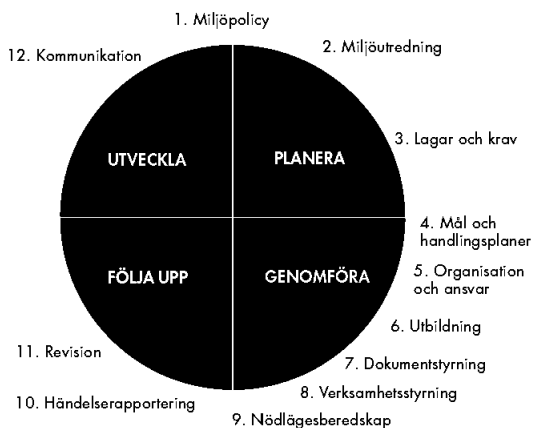 1. Miljöpolicy
2. Miljöutredning
3. Lagar och krav
4. Mål och
handlingsplaner
5. Organisation
och ansvar
6. Utbildning
7. Dokumentstyrning
8. Verksamhetsstyrning
9. Nödlägesberedskap
10. Händelserapportering
11. Revision
12. Kommunikation
UTVECKLA
PLANERA
FÖLJA UPP
GENOMFÖRA